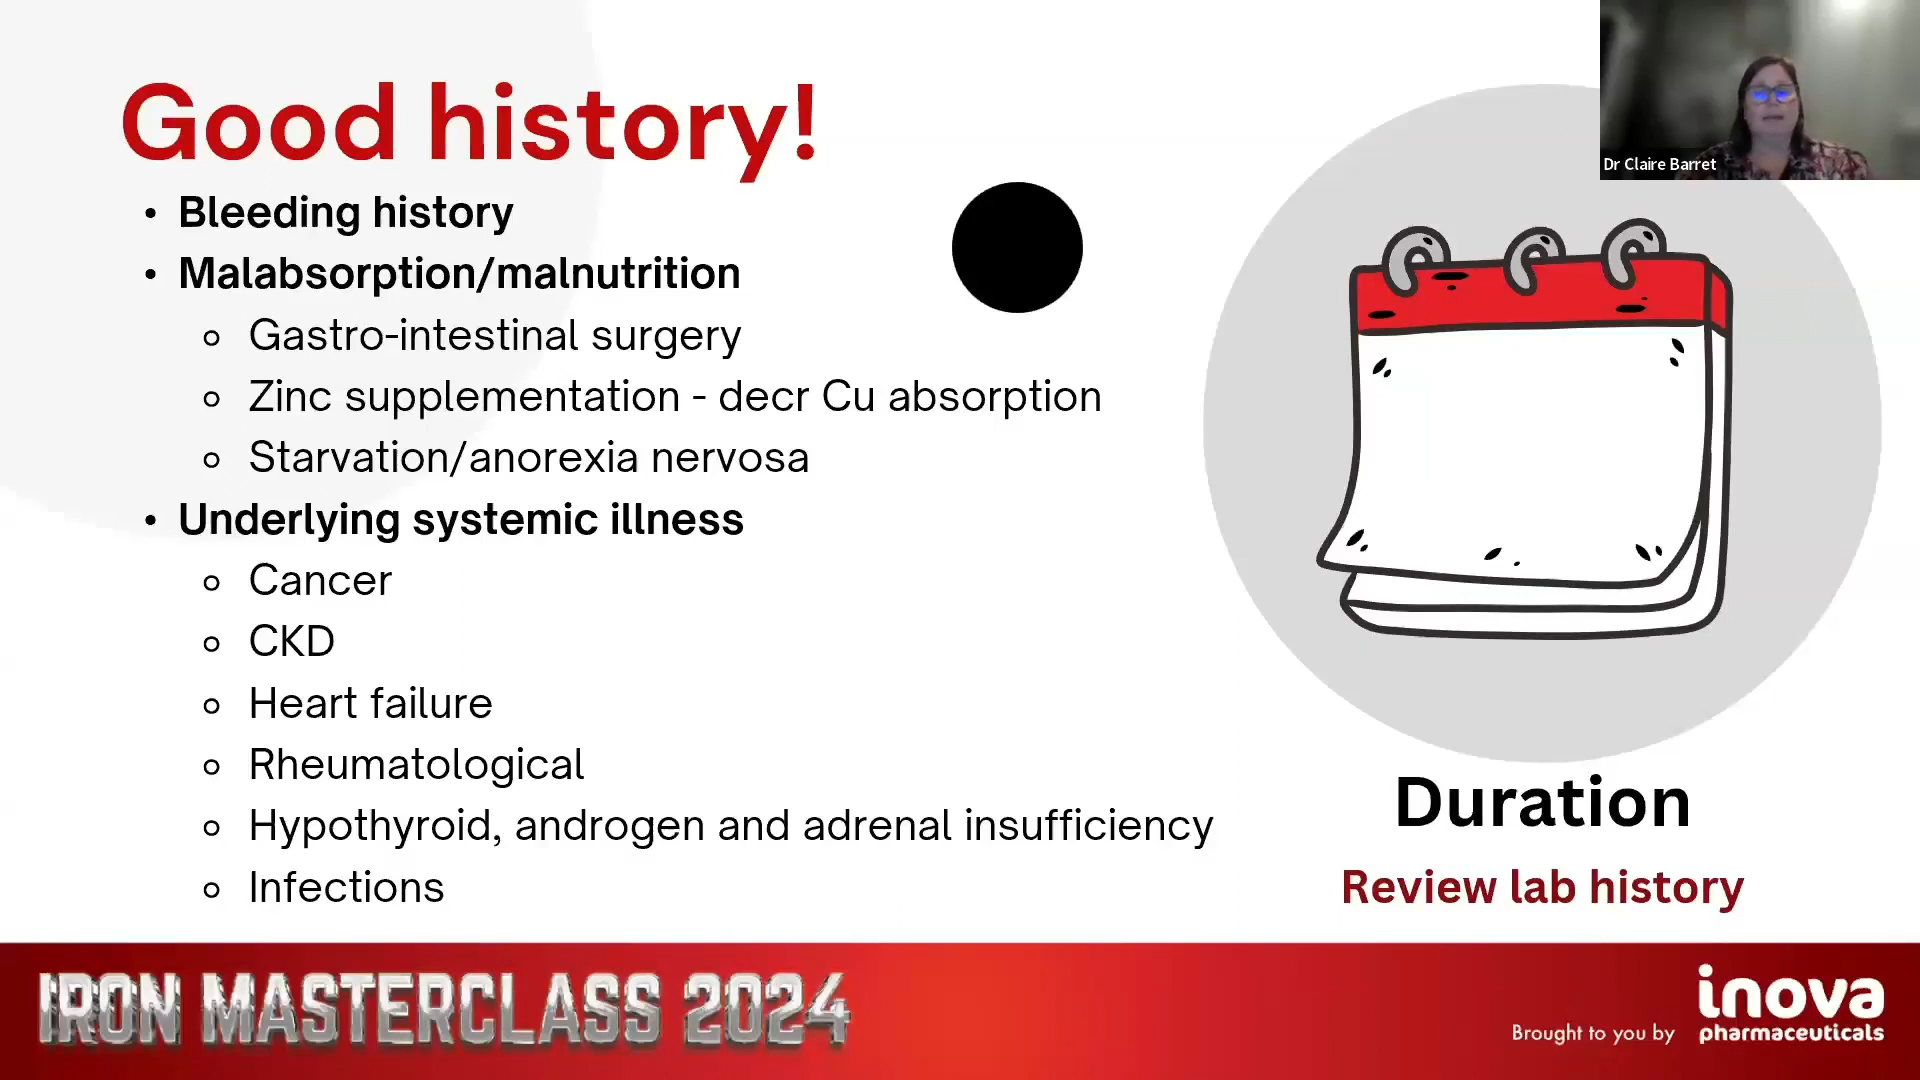 Good history!
• Bleeding history
• Malabsorption/malnutrition
○ Gastro-intestinal surgery
○ Zinc supplementation - decr Cu absorption
○ Starvation/anorexia nervosa
• Underlying systemic illness
○ Cancer
○ CKD
○ Heart failure
○ Rheumatological
○ Hypothyroid, androgen and adrenal insufficiency
○ Infections
Dr Claire Barret
Duration
Review lab history
IRON MASTERCLASS 2024
Brought to you by
inova
pharmaceuticals